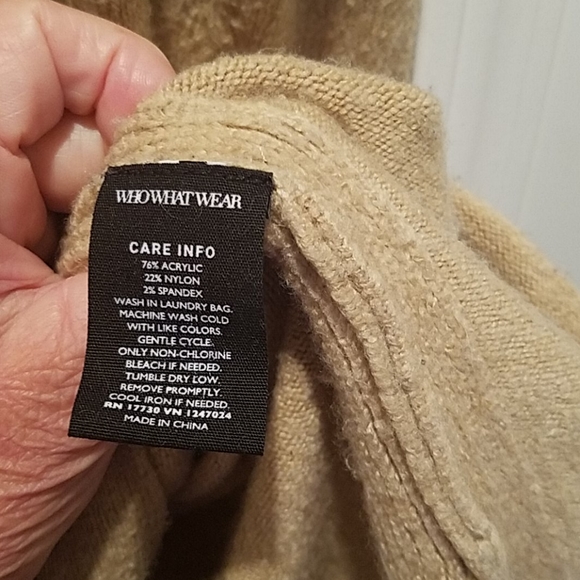 WHO WHAT WEAR
CARE INFO
76% ACRYLIC
22% NYLON
2% SPANDEX
WASH IN LAUNDRY BAG.
MACHINE WASH COLD
WITH LIKE COLORS.
GENTLE CYCLE.
ONLY NON-CHLORINE
BLEACH IF NEEDED.
TUMBLE DRY LOW.
REMOVE PROMPTLY.
COOL IRON IF NEEDED.
RN 17730 VN 1247024
MADE IN CHINA